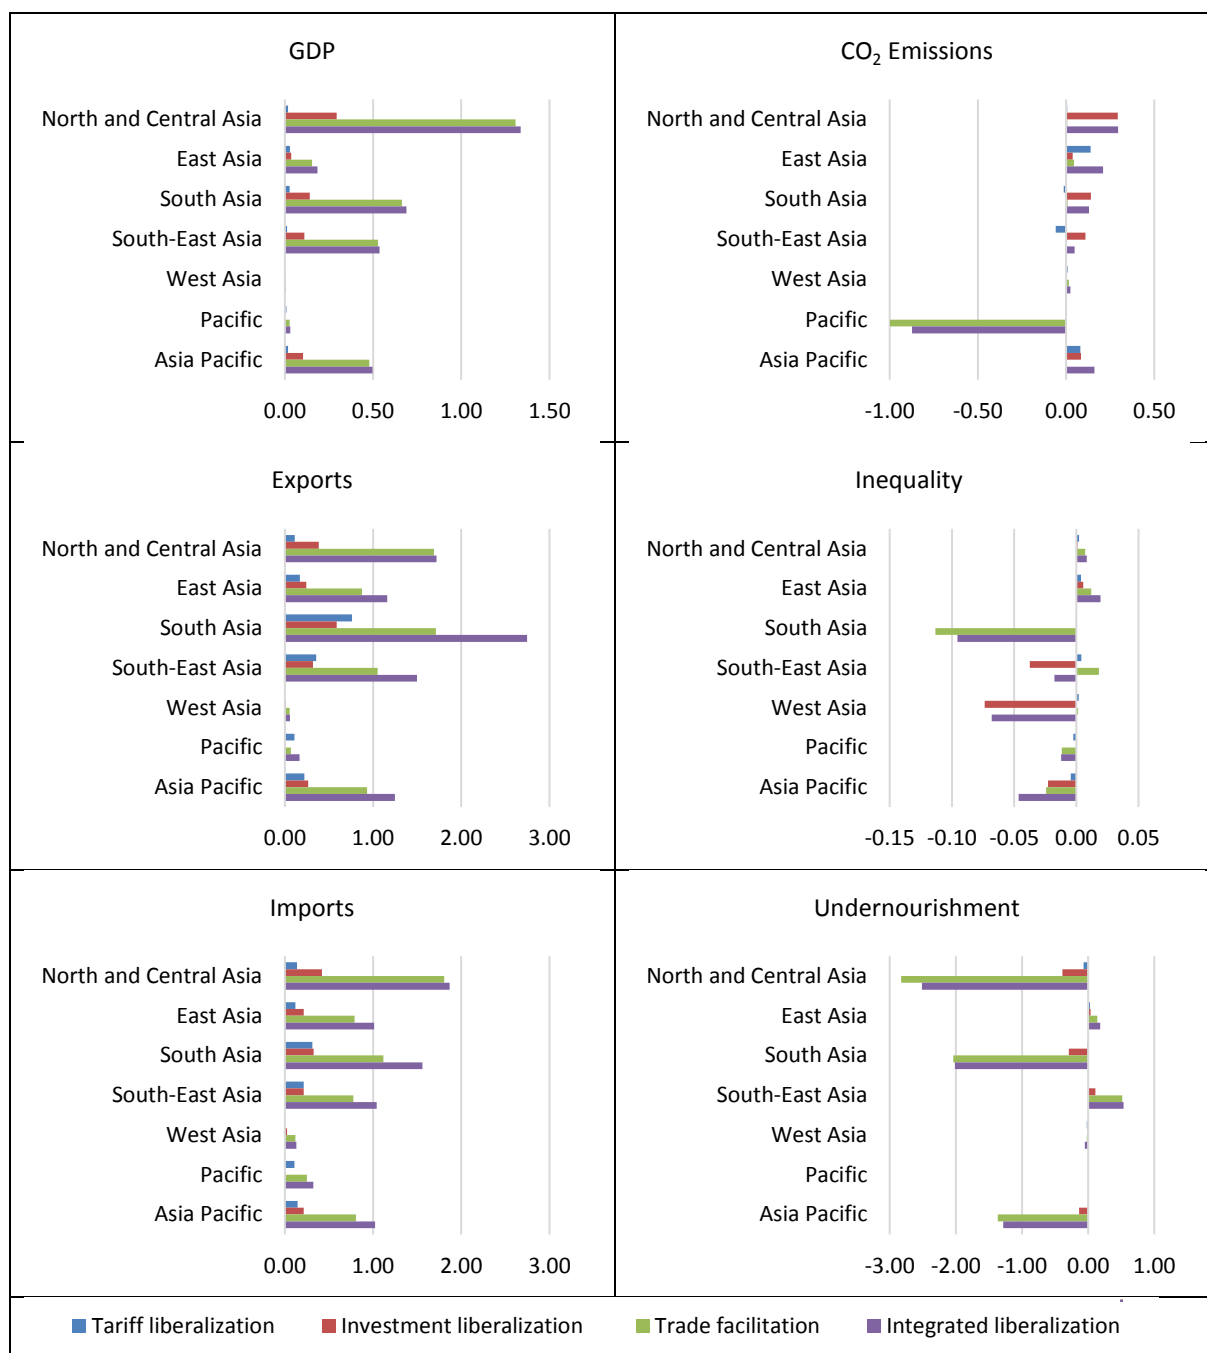 GDP
North and Central Asia
East Asia
South Asia
South-East Asia
West Asia
Pacific
Asia Pacific
0.00 0.50 1.00 1.50
CO₂ Emissions
North and Central Asia
East Asia
South Asia
South-East Asia
West Asia
Pacific
Asia Pacific
-1.00 -0.50 0.00 0.50
Exports
North and Central Asia
East Asia
South Asia
South-East Asia
West Asia
Pacific
Asia Pacific
0.00 1.00 2.00 3.00
Inequality
North and Central Asia
East Asia
South Asia
South-East Asia
West Asia
Pacific
Asia Pacific
-0.15 -0.10 -0.05 0.00 0.05
Imports
North and Central Asia
East Asia
South Asia
South-East Asia
West Asia
Pacific
Asia Pacific
0.00 1.00 2.00 3.00
Undernourishment
North and Central Asia
East Asia
South Asia
South-East Asia
West Asia
Pacific
Asia Pacific
-3.00 -2.00 -1.00 0.00 1.00
Tariff liberalization Investment liberalization Trade facilitation Integrated liberalization